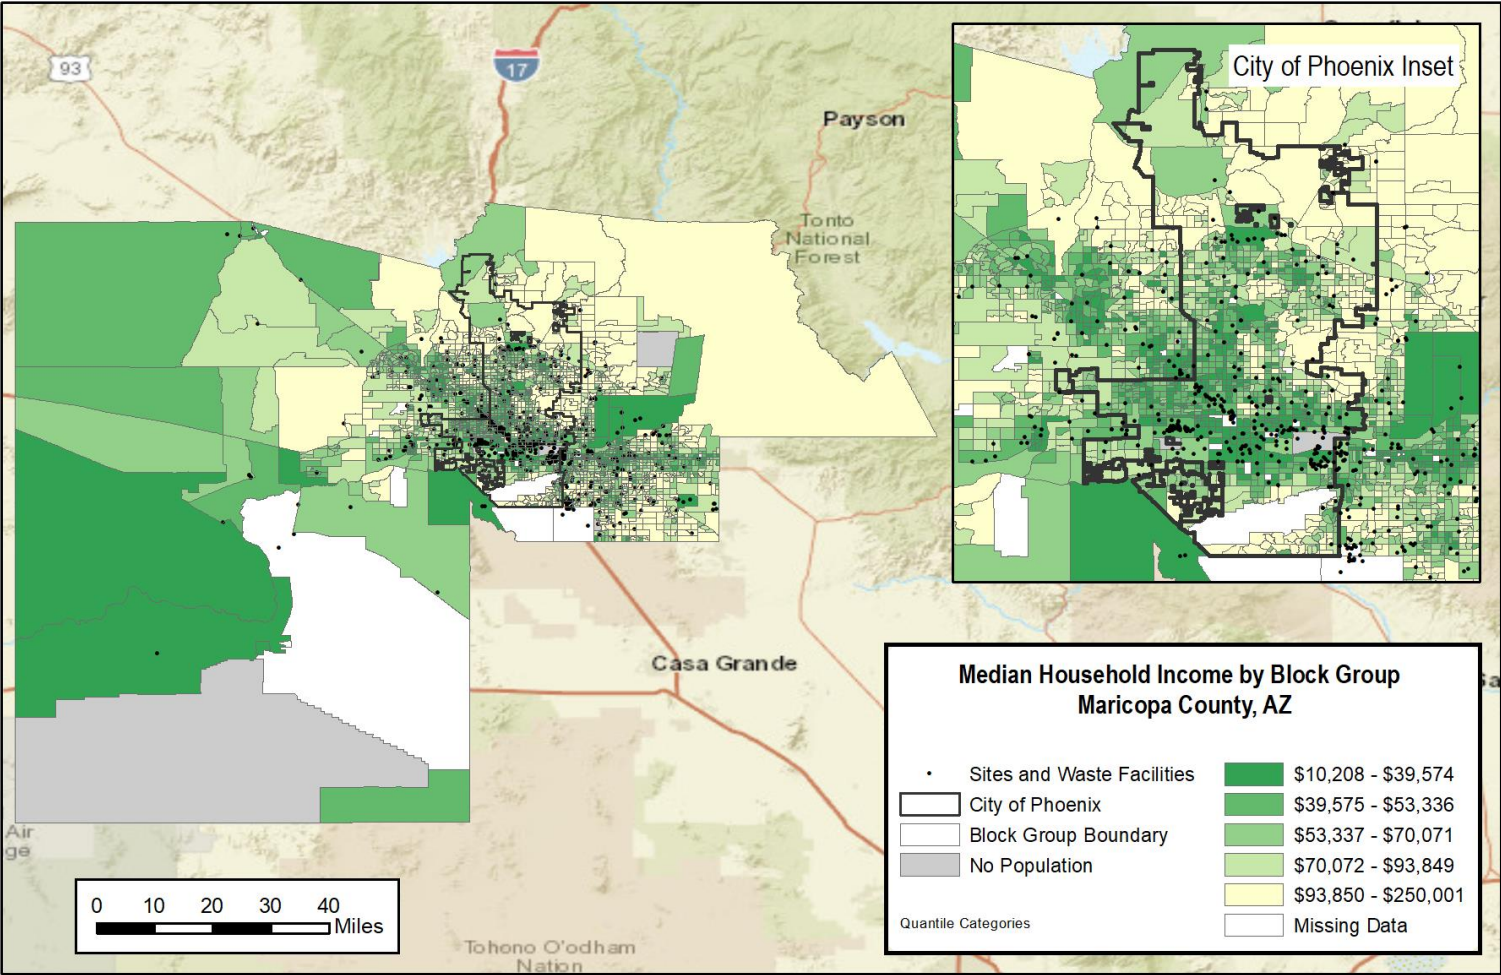 93
17
City of Phoenix Inset
Payson
Tonto
National
Forest
Casa Grande
Median Household Income by Block Group
Maricopa County, AZ
Sites and Waste Facilities
City of Phoenix
Block Group Boundary
No Population
$10,208 - $39,574
$39,575 - $53,336
$53,337 - $70,071
$70,072 - $93,849
$93,850 - $250,001
Missing Data
Quantile Categories
Air
ge
0 10 20 30 40
Miles
Tohono O'odham
Nation
Sa